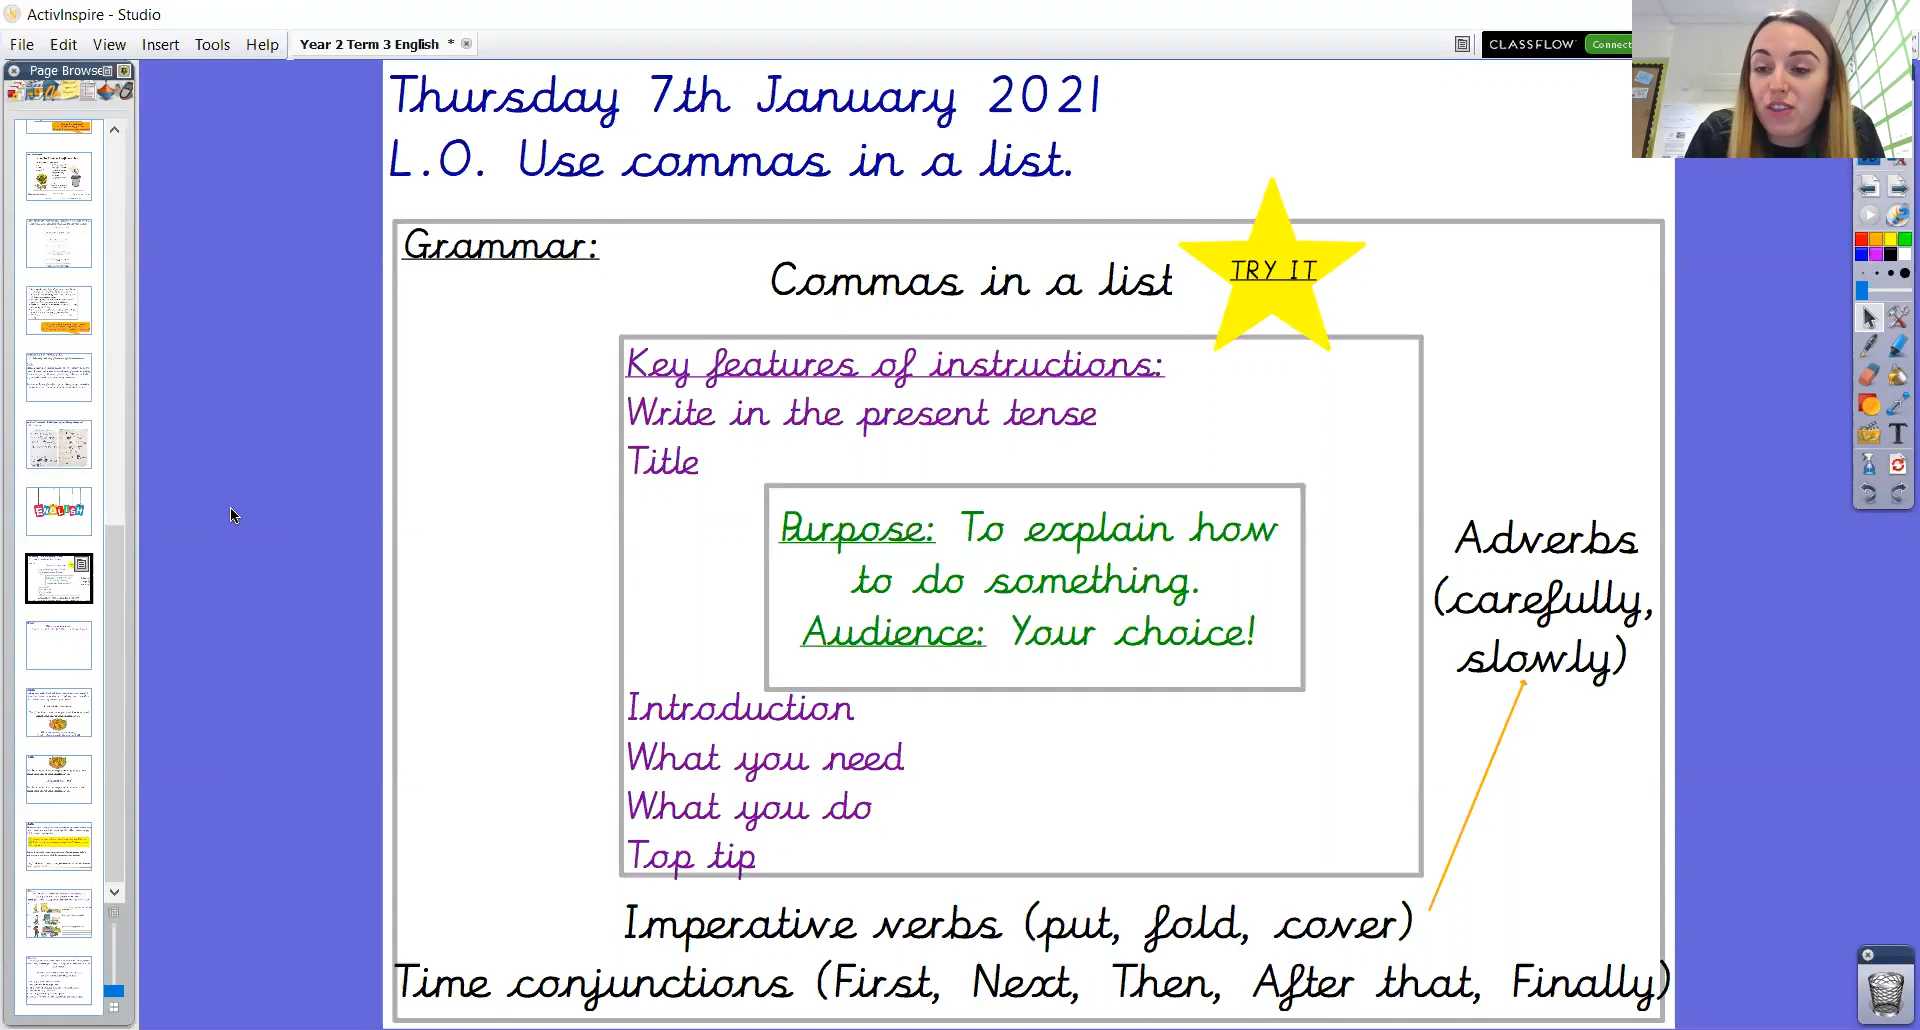 ActivInspire - Studio
File Edit View Insert Tools Help Year 2 Term 3 English *
CLASSFLOW Connect
Page Browse
Thursday 7th January 2021
L.O. Use commas in a list.
Grammar:
Commas in a list
TRY IT
Key features of instructions:
Write in the present tense
Title
Purpose: To explain how
to do something.
Audience: Your choice!
Introduction
What you need
What you do
Top tip
Adverbs
(carefully,
slowly)
Imperative verbs (put, fold, cover)
Time conjunctions (First, Next, Then, After that, Finally)
ENGLISH